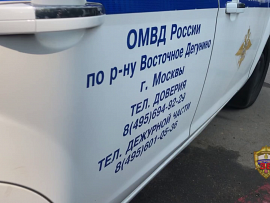 ОМВД России
по р-ну Восточное Дегунино
г. Москвы
ТЕЛ. ДОВЕРИЯ
8(495)694-92-29
ТЕЛ. ДЕЖУРНОЙ ЧАСТИ
8(495)601-05-36